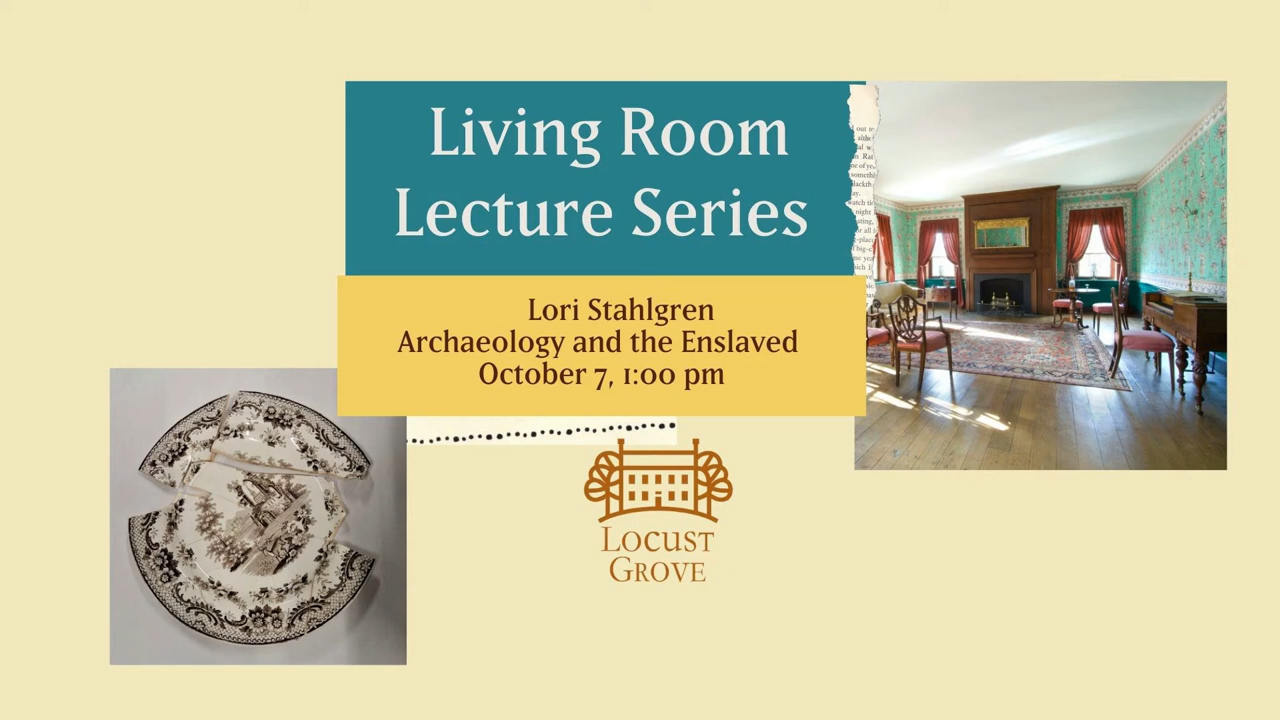 Living Room
Lecture Series
Lori Stahlgren
Archaeology and the Enslaved
October 7, 1:00 pm
LOCUST
GROVE